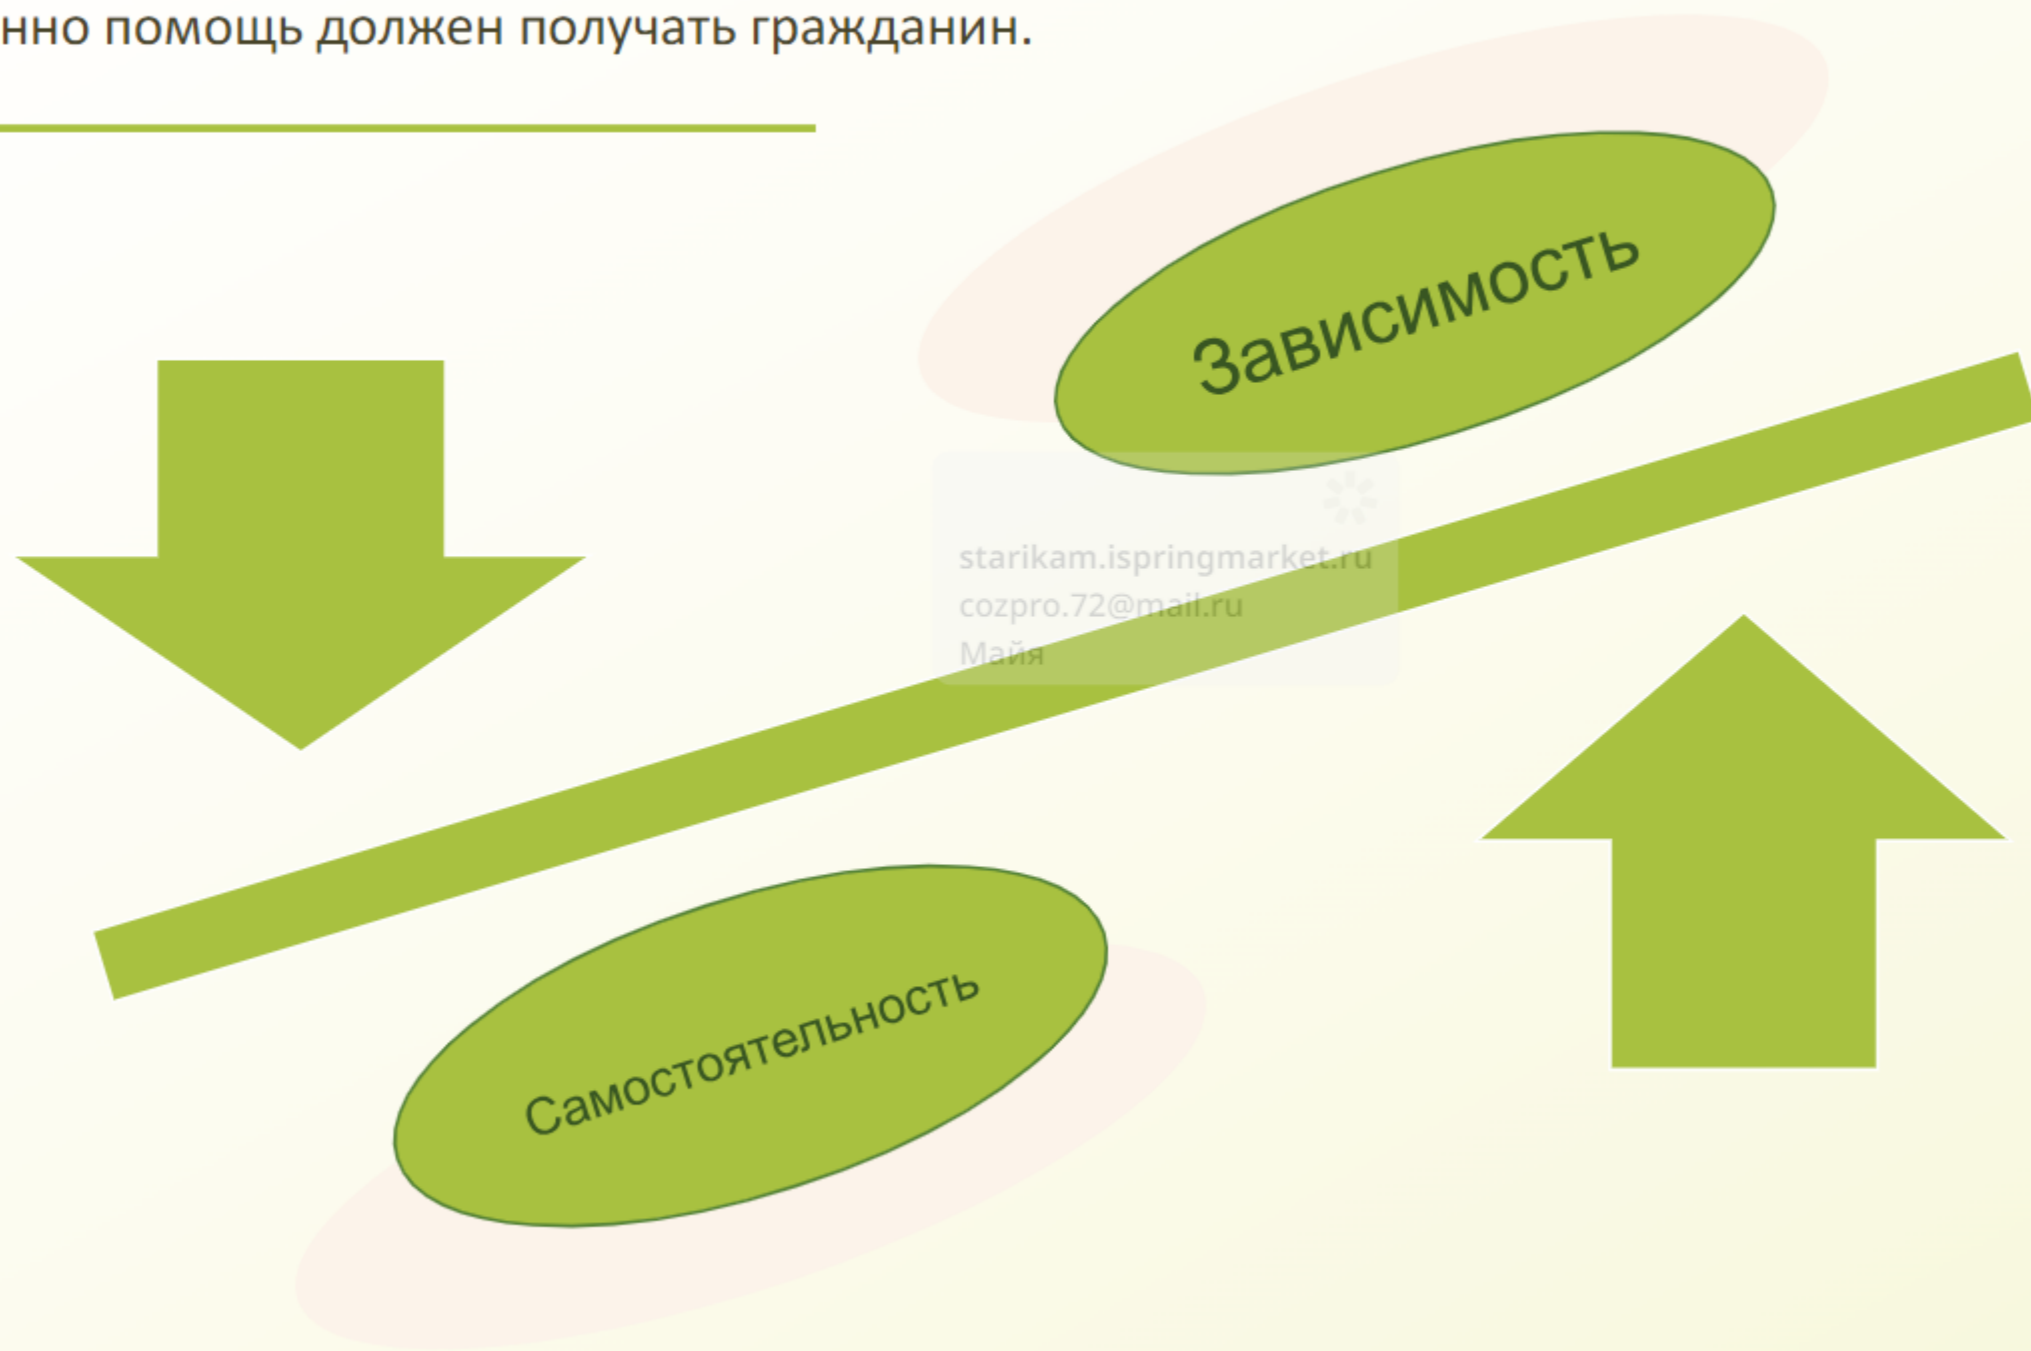 нно помощь должен получать гражданин.
Зависимость
starikam.ispringmarket.ru
cozpro.72@mail.ru
Майя
Самостоятельность